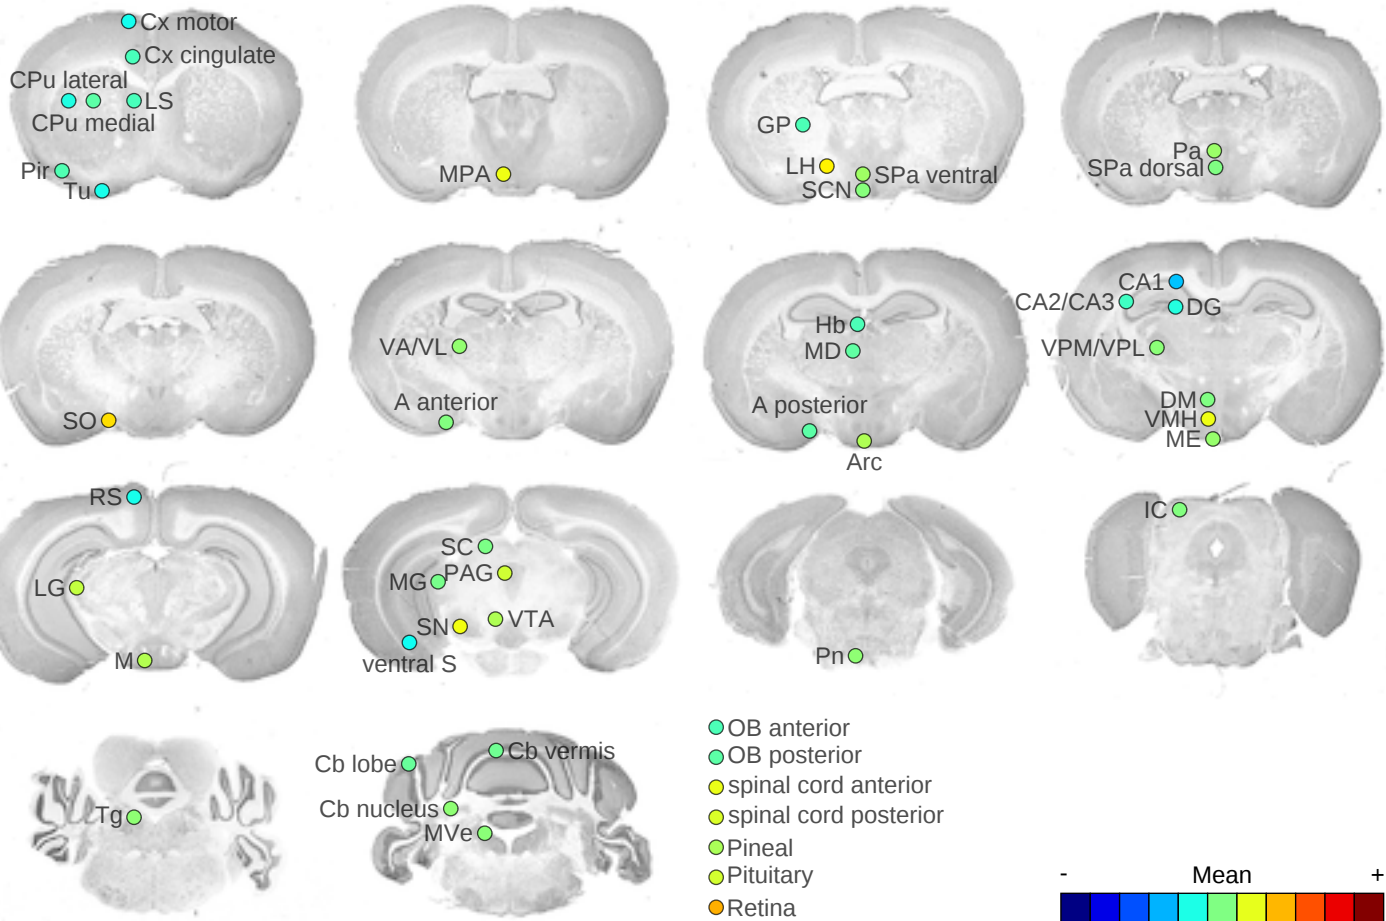 Cx motor
Cx cingulate
CPu lateral
LS
CPu medial
Pir
Tu
MPA
GP
LH
SPa ventral
SCN
Pa
SPa dorsal
SO
VA/VL
A anterior
Hb
MD
A posterior
Arc
CA1
CA2/CA3
DG
VPM/VPL
DM
VMH
ME
RS
LG
M
SC
MG
PAG
SN
VTA
ventral S
Pn
IC
Tg
Cb lobe
Cb vermis
Cb nucleus
MVe
OB anterior
OB posterior
spinal cord anterior
spinal cord posterior
Pineal
Pituitary
Retina
- Mean +